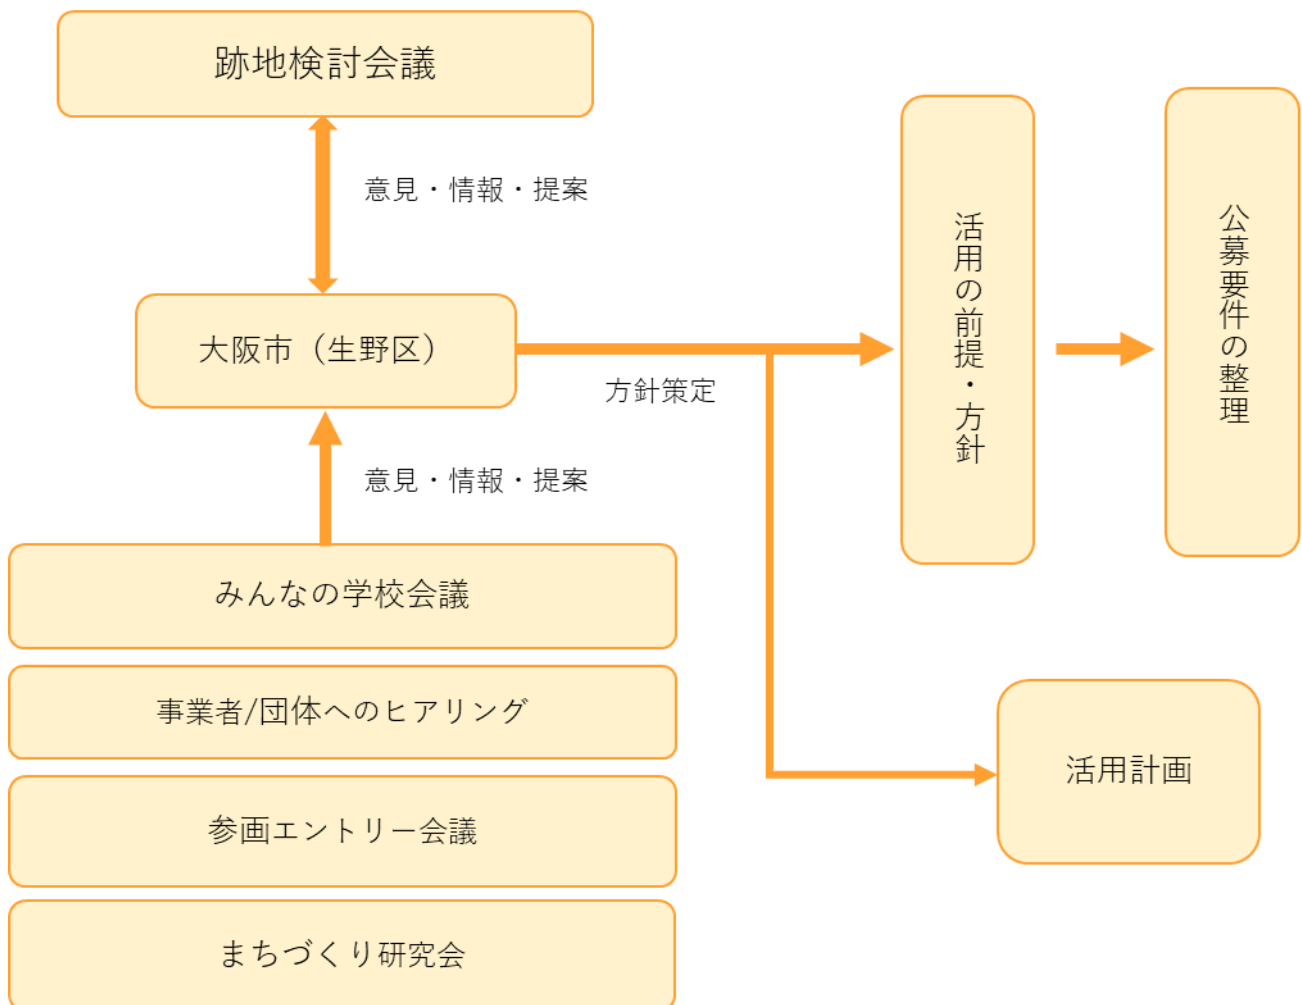 跡地検討会議
意見・情報・提案
大阪市（生野区）
方針策定
意見・情報・提案
みんなの学校会議
事業者/団体へのヒアリング
参画エントリー会議
まちづくり研究会
活用の前提・方針
公募要件の整理
活用計画